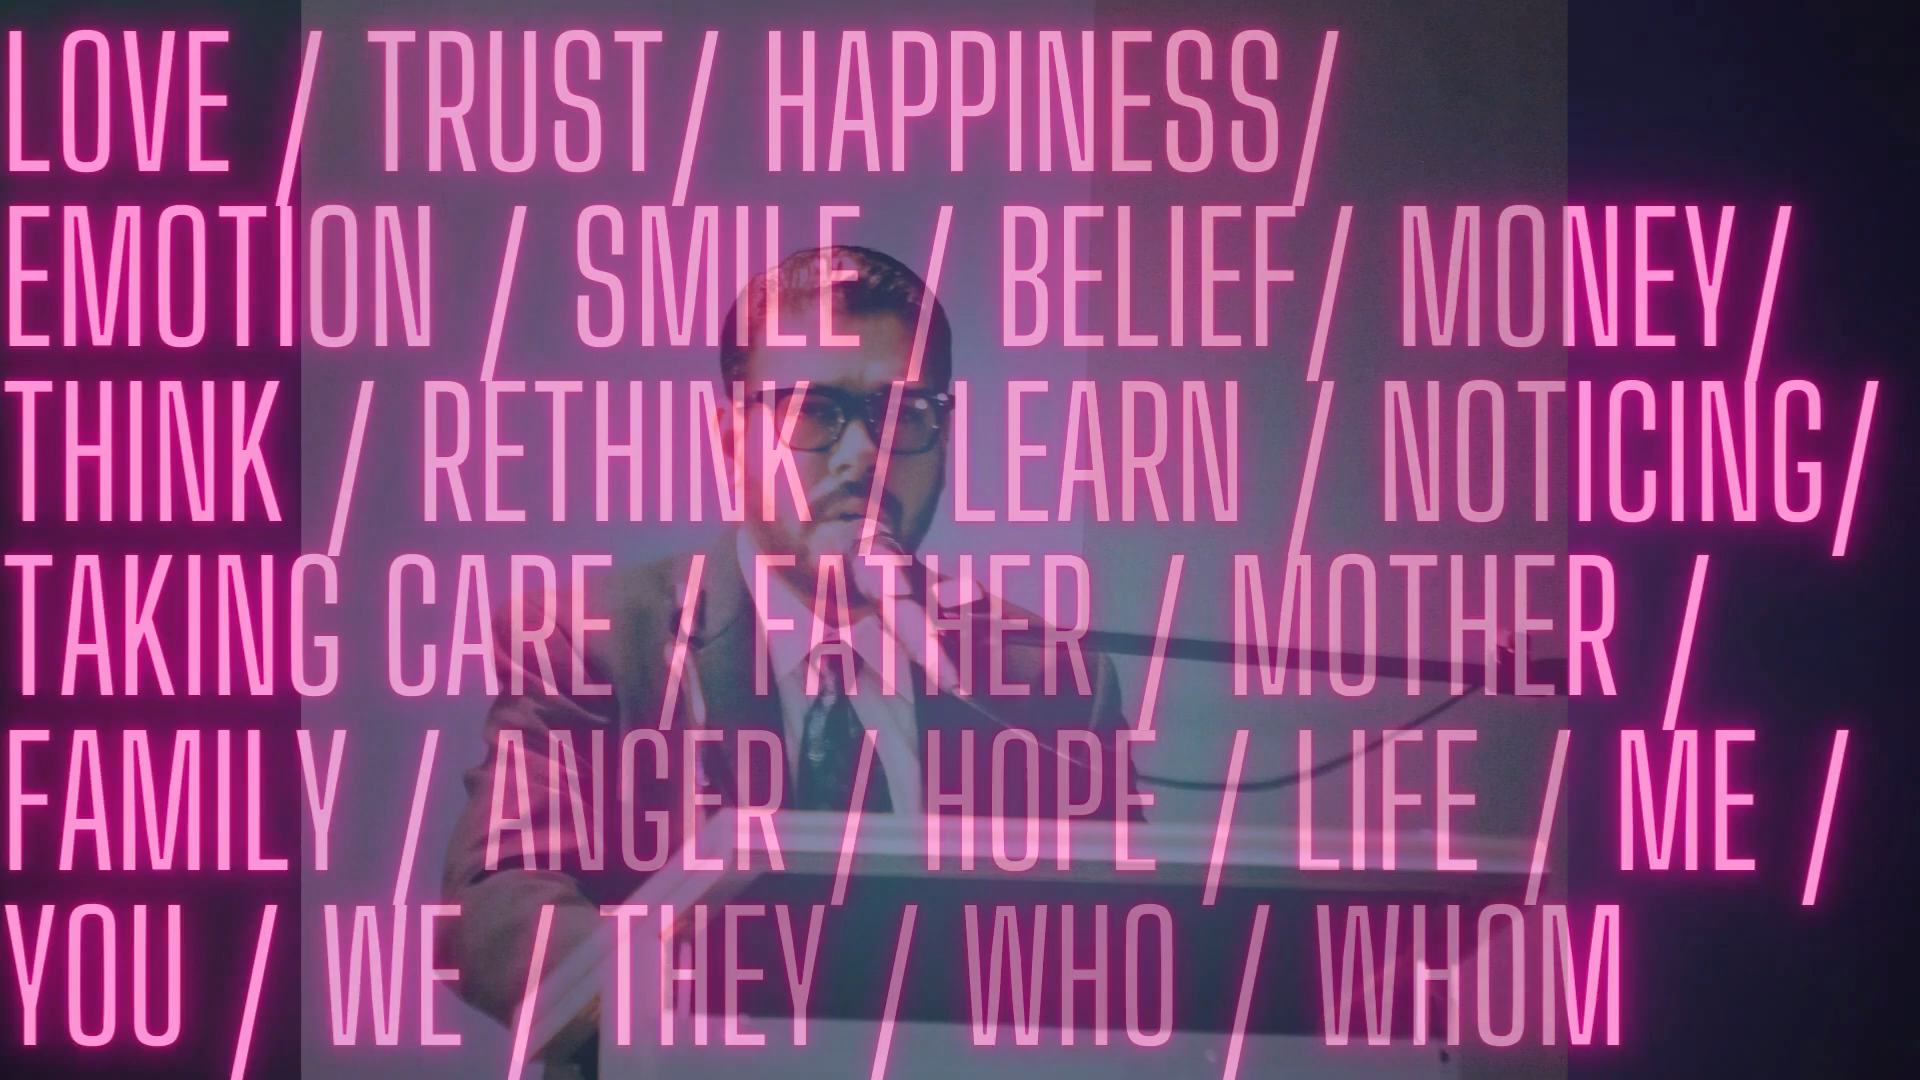 LOVE / TRUST/ HAPPINESS/
EMOTION / SMILE / BELIEF/ MONEY/
THINK / RETHINK / LEARN / NOTICING/
TAKING CARE / FATHER / MOTHER /
FAMILY / ANGER / HOPE / LIFE / ME /
YOU / WE / THEY / WHO / WHOM